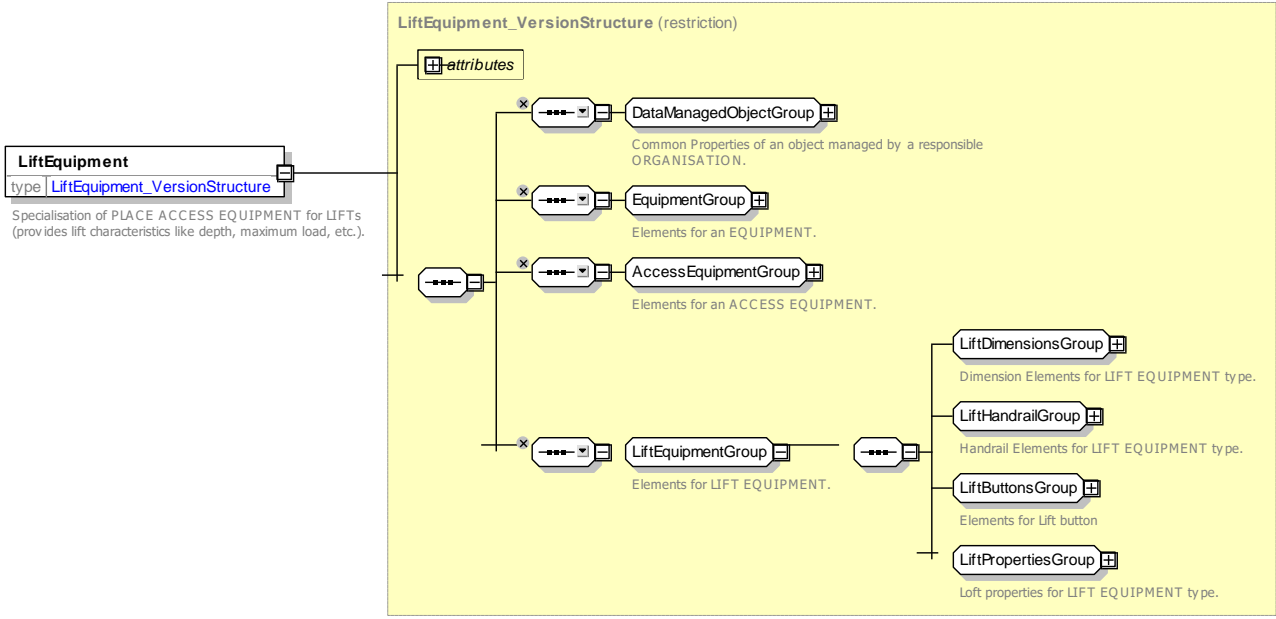 LiftEquipment_VersionStructure (restriction)
attributes
DataManagedObjectGroup
Common Properties of an object managed by a responsible
ORGANISATION.
LiftEquipment
type LiftEquipment_VersionStructure
Specialisation of PLACE ACCESS EQUIPMENT for LIFTs
(provides lift characteristics like depth, maximum load, etc.).
EquipmentGroup
Elements for an EQUIPMENT.
AccessEquipmentGroup
Elements for an ACCESS EQUIPMENT.
LiftEquipmentGroup
Elements for LIFT EQUIPMENT.
LiftDimensionsGroup
Dimension Elements for LIFT EQUIPMENT type.
LiftHandrailGroup
Handrail Elements for LIFT EQUIPMENT type.
LiftButtonsGroup
Elements for Lift button
LiftPropertiesGroup
Loft properties for LIFT EQUIPMENT type.